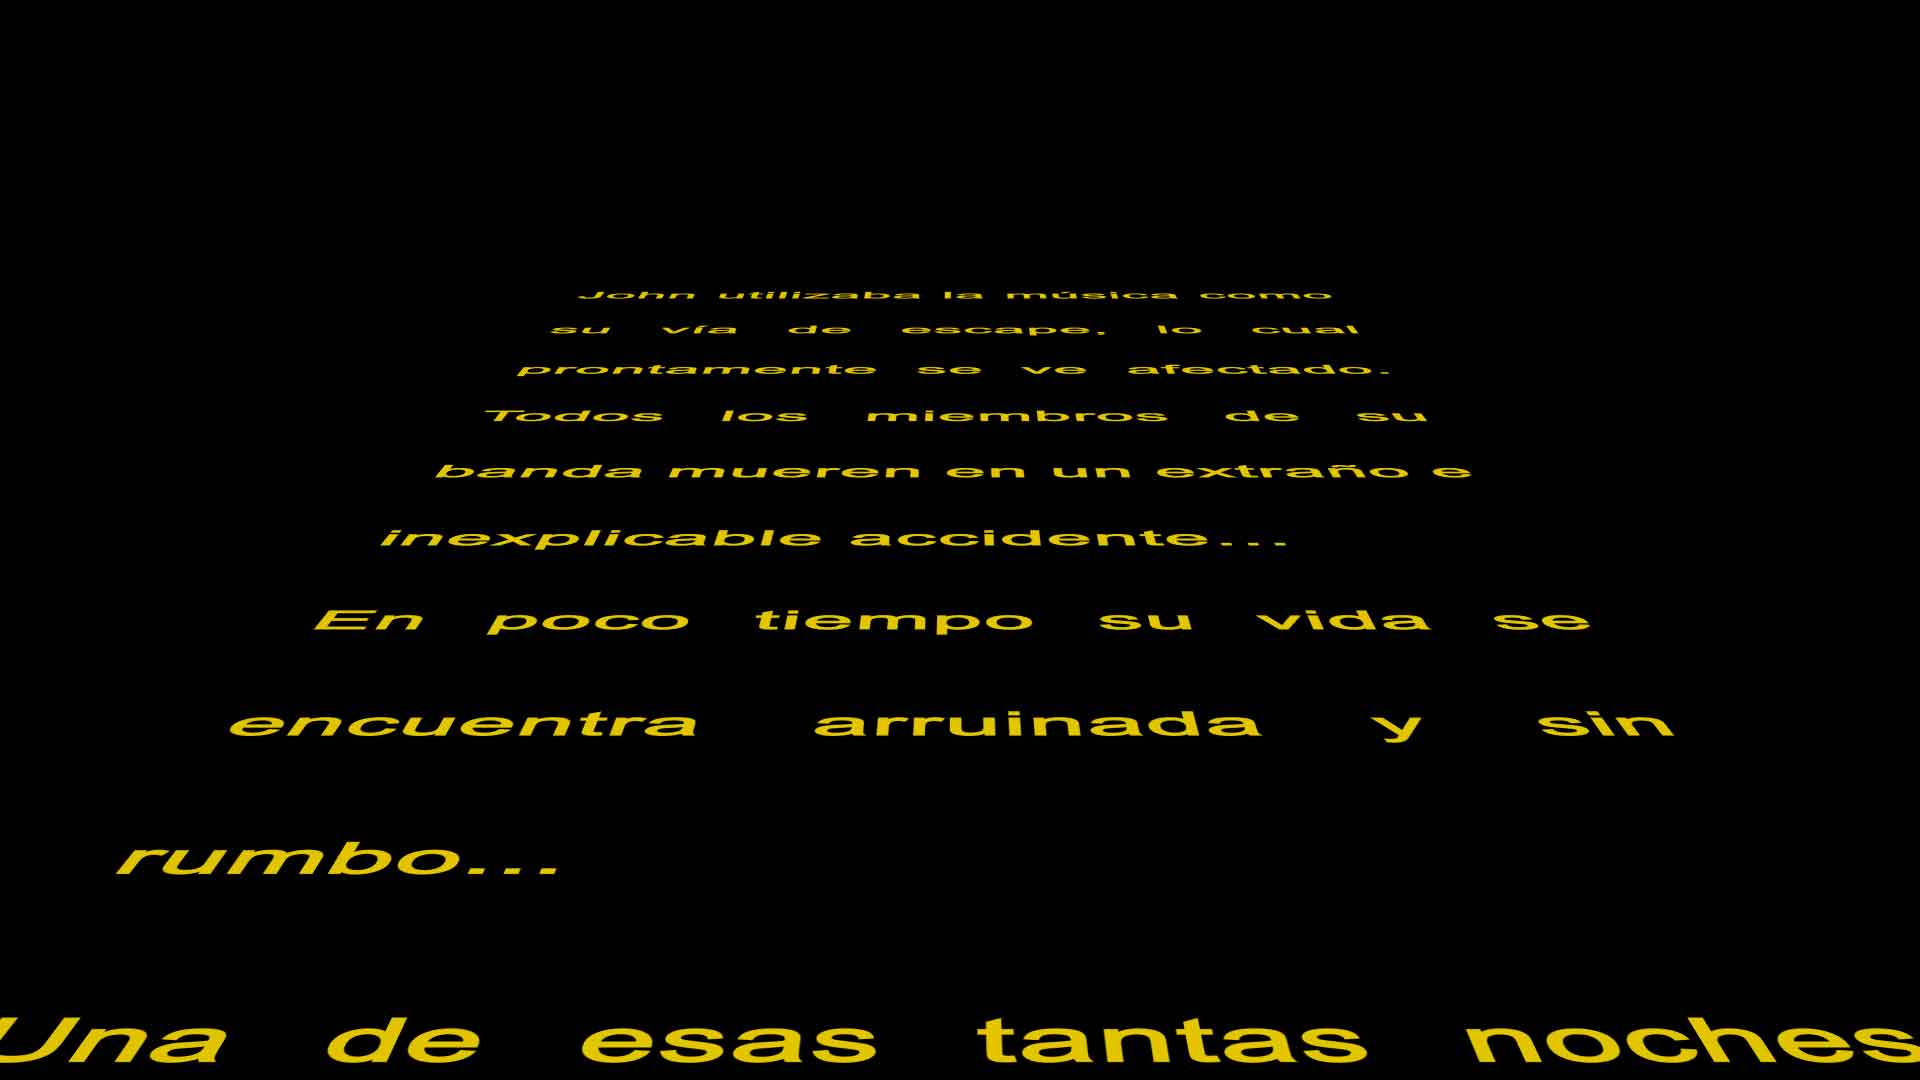 John utilizaba la música como
su vía de escape, lo cual
prontamente se ve afectado.
Todos los miembros de su
banda mueren en un extraño e
inexplicable accidente...
En poco tiempo su vida se
encuentra arruinada y sin
rumbo...
Una de esas tantas noches